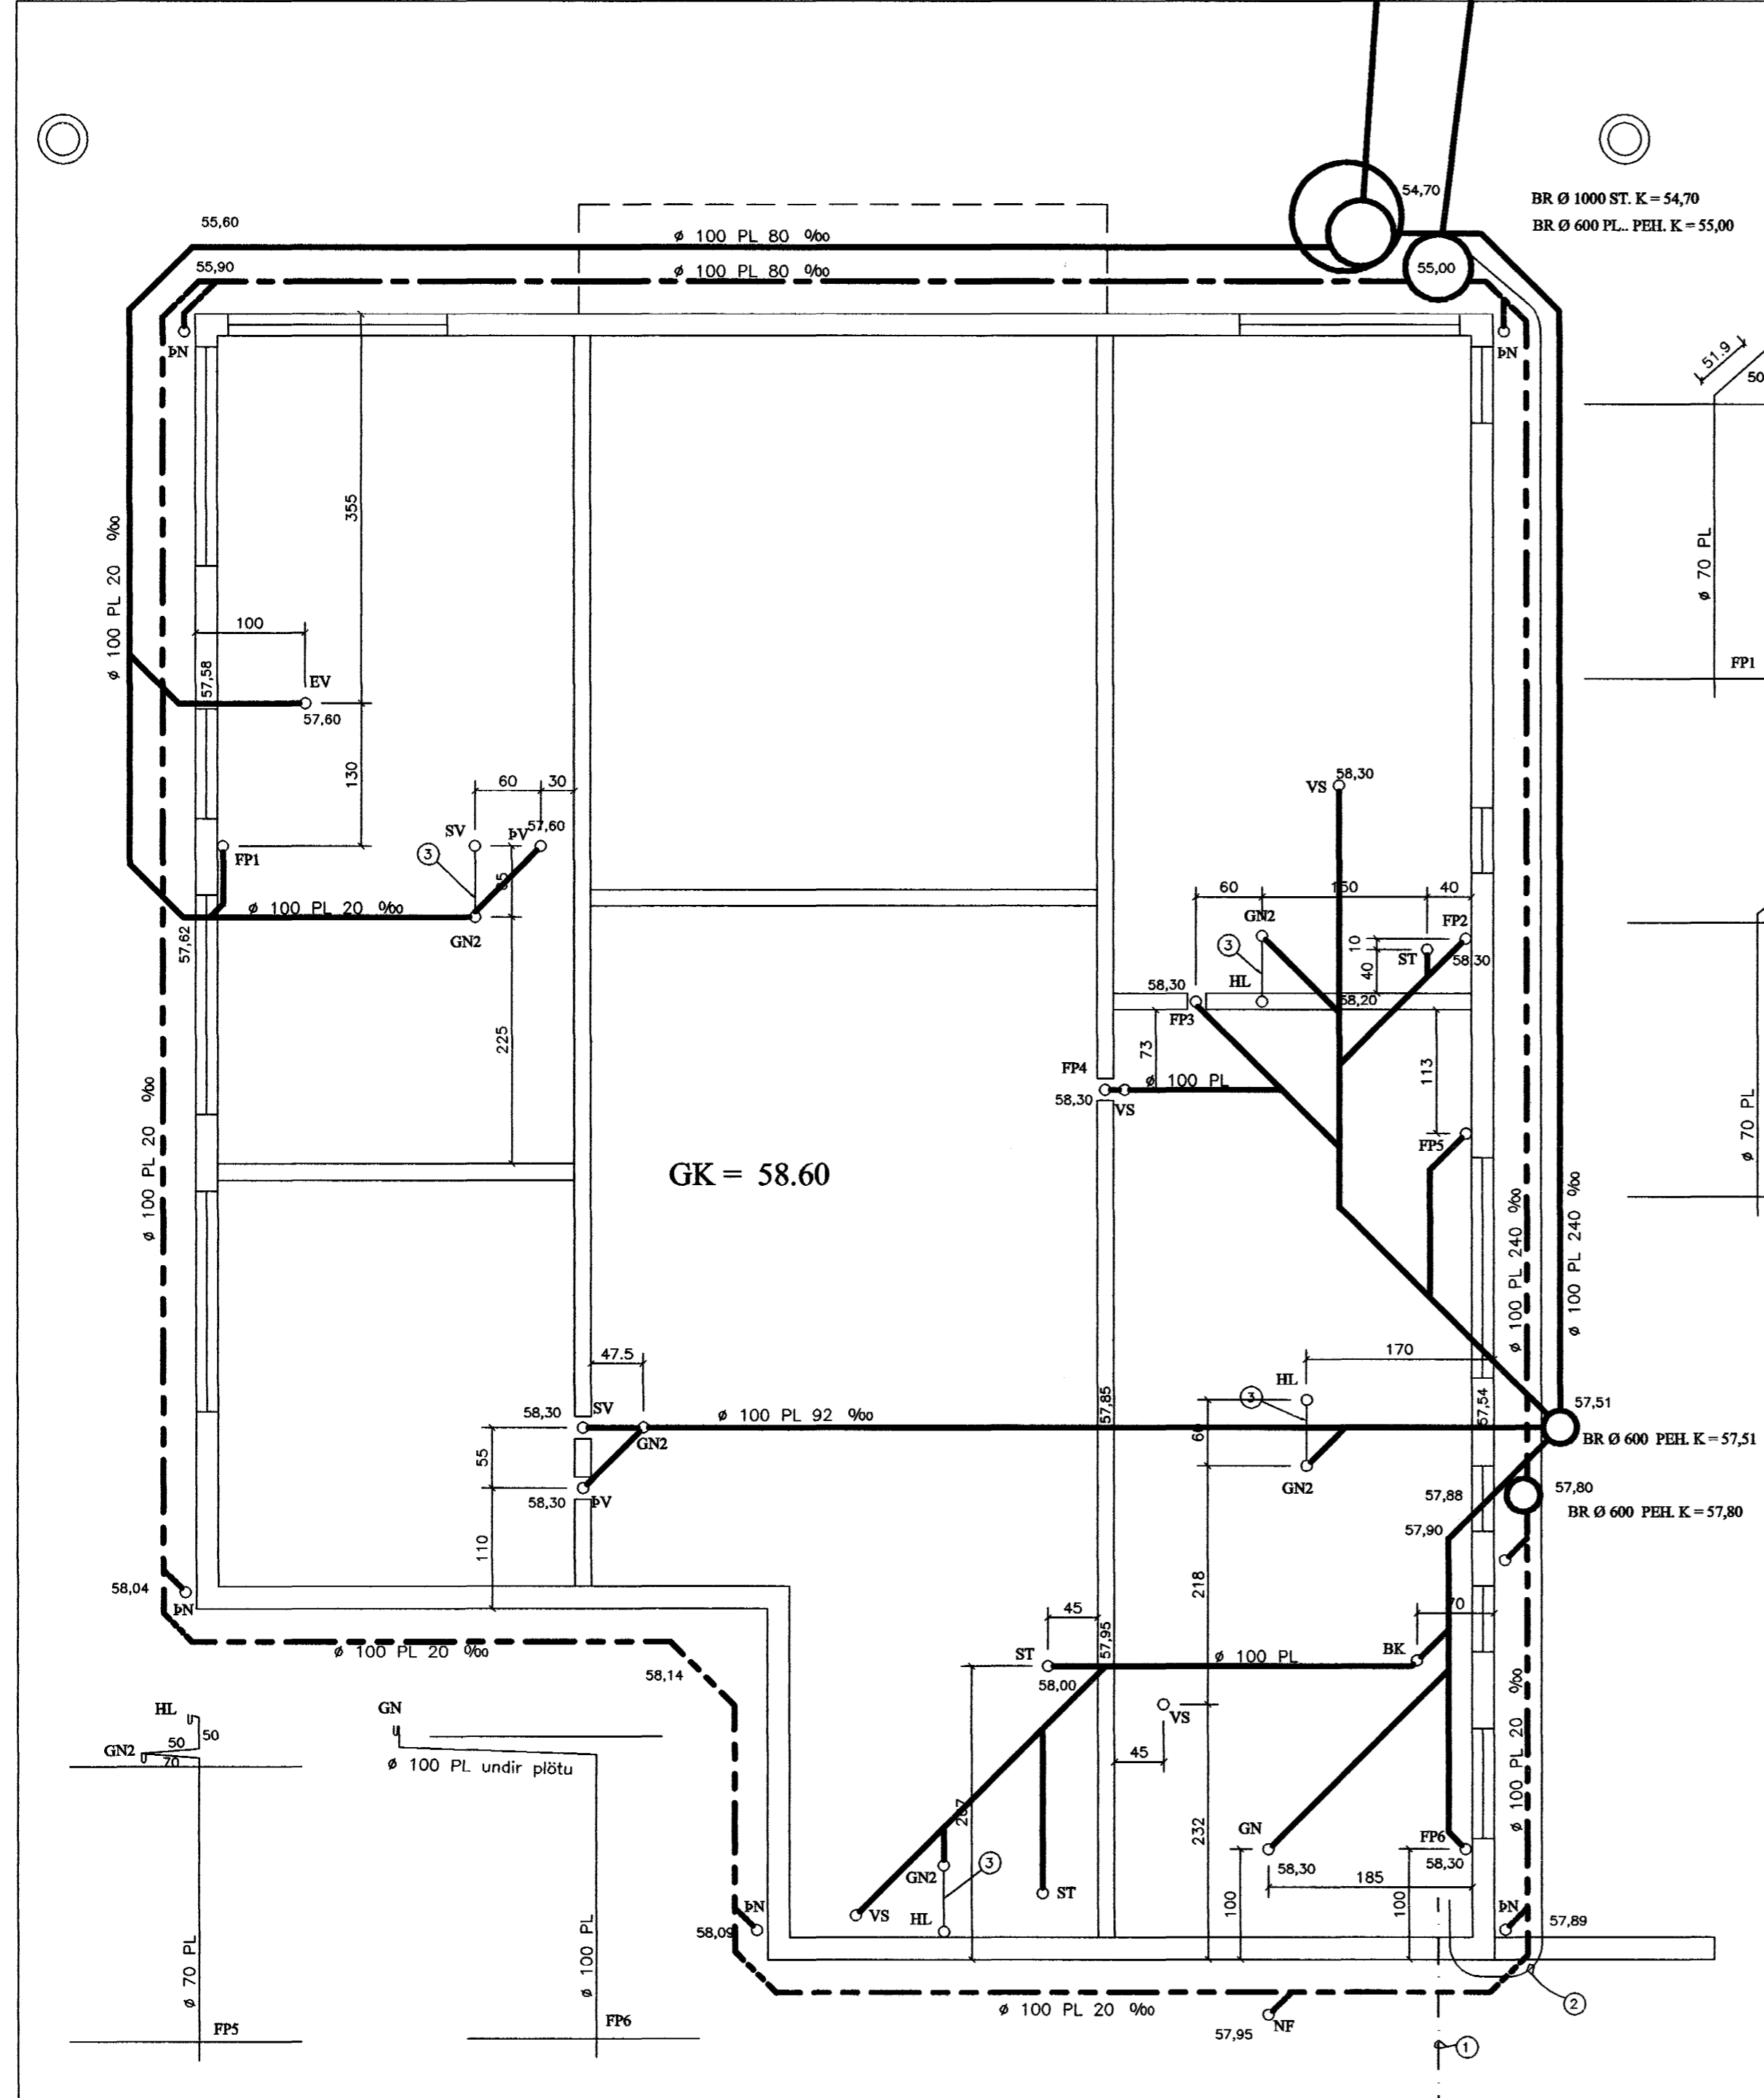 54,70
BR Ø 1000 ST. K = 54,70
BR Ø 600 PL.. PEH. K = 55,00
55,60
ø 100 PL 80 ‰
55,90
ø 100 PL 80 ‰
55,00
ÞN
ÞN
51.9
50
355
ø 100 PL 20 ‰
ø 70 PL
100
57,58
EV
57,60
FP1
130
60
30
58,30
VS
SV
ÞV
57,60
3
FP1
60
150
40
ø 100 PL 20 ‰
GN2
FP2
10
57,62
GN2
3
ST
58,30
40
HL
58,30
58,20
FP3
225
73
113
FP4
ø 100 PL
58,30
VS
ø 100 PL 20 ‰
ø 70 PL
FP5
GK = 58.60
ø 100 PL 240 ‰
ø 100 PL 240 ‰
47.5
170
HL
3
57,85
57,54
57,51
58,30
SV
ø 100 PL 92 ‰
GN2
BR Ø 600 PEH. K = 57,51
55
GN2
58,30
ÞV
57,88
57,80
BR Ø 600 PEH. K = 57,80
57,90
110
58,04
ÞN
218
45
70
57,95
ø 100 PL 20 ‰
ST
ø 100 PL
BK
58,14
58,00
HL
GN
VS
50
50
GN2
70
ø 100 PL undir plötu
45
ø 100 PL 20 ‰
232
GN
FP6
58,30
58,30
GN2
3
185
ST
100
100
ÞN
VS
HL
ÞN
57,89
58,09
ø 70 PL
ø 100 PL
ø 100 PL 20 ‰
2
FP5
FP6
57,95
NF
1